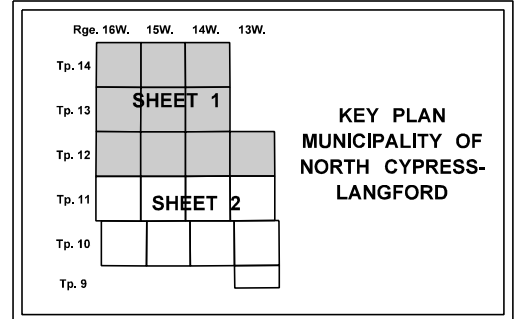 Rge. 16W. 15W. 14W. 13W.
Tp. 14
Tp. 13
SHEET 1
Tp. 12
Tp. 11
SHEET 2
Tp. 10
Tp. 9
KEY PLAN
MUNICIPALITY OF
NORTH CYPRESS-
LANGFORD